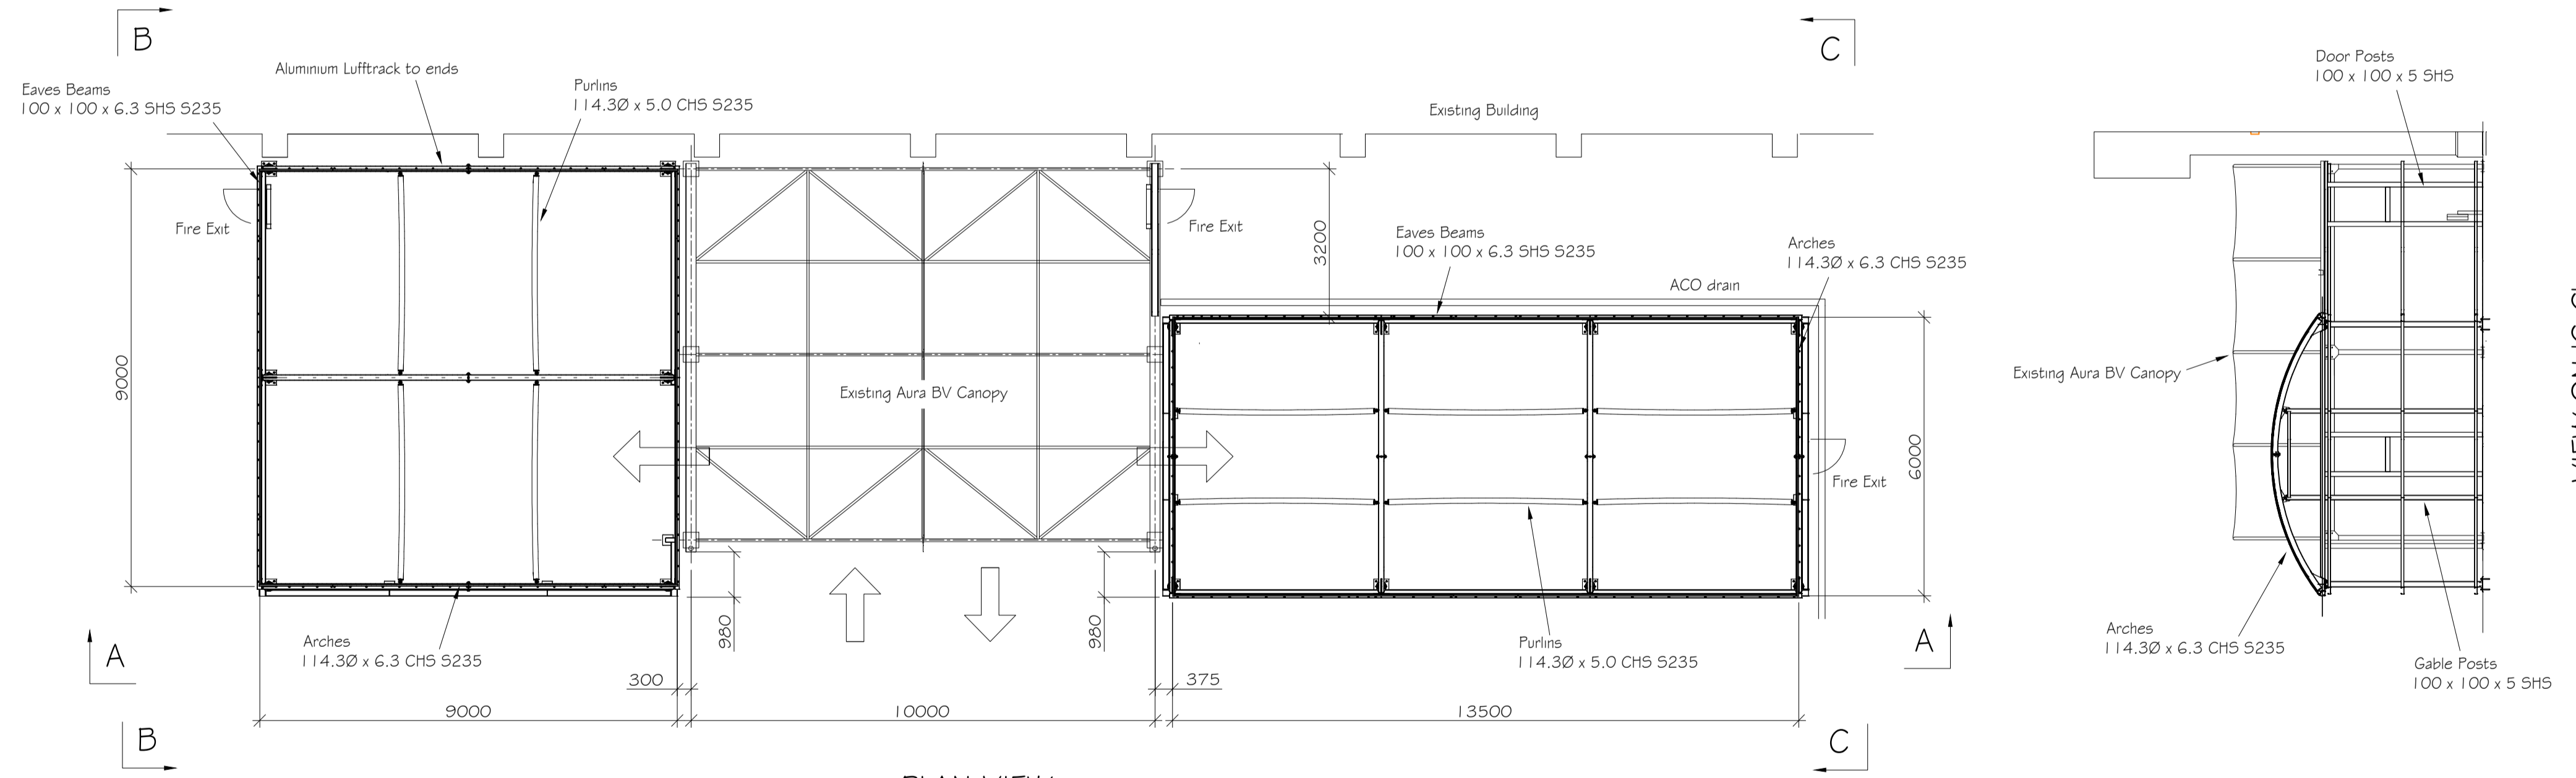 B
C
Aluminium Lufftrack to ends
Eaves Beams
100 x 100 x 6.3 SHS S235
Purlins
114.3Ø x 5.0 CHS S235
Existing Building
Door Posts
100 x 100 x 5 SHS
Fire Exit
Fire Exit
3200
Eaves Beams
100 x 100 x 6.3 SHS S235
Arches
114.3Ø x 6.3 CHS S235
ACO drain
9000
Existing Aura BV Canopy
Existing Aura BV Canopy
6000
Fire Exit
Arches
114.3Ø x 6.3 CHS S235
980
980
Purlins
114.3Ø x 5.0 CHS S235
A
A
Arches
114.3Ø x 6.3 CHS S235
Gable Posts
100 x 100 x 5 SHS
300
375
9000
10000
13500
B
C